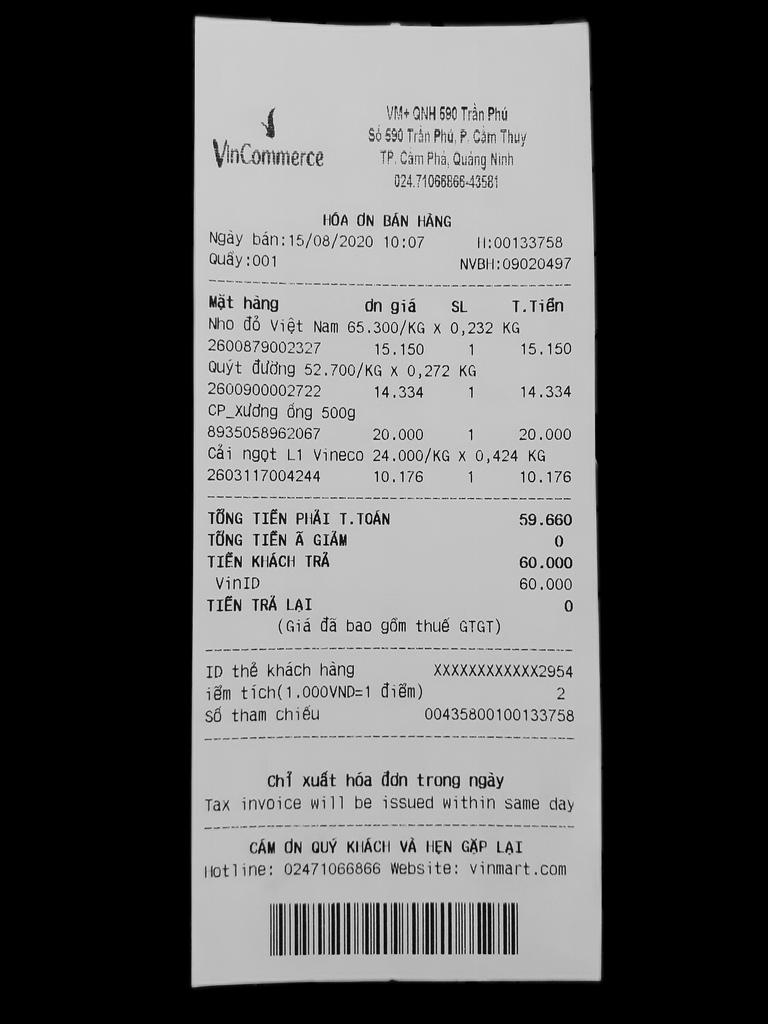 VinCommerce
VM+ QNH 590 Trần Phú
Số 590 Trần Phú, P. Cẩm Thuỷ
TP. Cẩm Phả, Quảng Ninh
024.71066866-43581
HÓA ƠN BÁN HÀNG
Ngày bán:15/08/2020 10:07 H:00133758
Quầy:001 NVBH:09020497
Mặt hàng ơn giá SL T.Tiền
Nho đỏ Việt Nam 65.300/KG X 0,232 KG
2600879002327 15.150 1 15.150
Quýt đường 52.700/KG X 0,272 KG
2600900002722 14.334 1 14.334
CP_Xương ống 500g
8935058962067 20.000 1 20.000
Cải ngọt L1 Vineco 24.000/KG X 0,424 KG
2603117004244 10.176 1 10.176
TỔNG TIỀN PHẢI T.TOÁN 59.660
TỔNG TIỀN Ã GIẢM 0
TIỀN KHÁCH TRẢ 60.000
VinID 60.000
TIỀN TRẢ LẠI 0
(Giá đã bao gồm thuế GTGT)
ID thẻ khách hàng XXXXXXXXXXXX2954
iểm tích(1.000VND=1 điểm) 2
Số tham chiếu 00435800100133758
Chỉ xuất hóa đơn trong ngày
Tax invoice will be issued within same day
CẢM ƠN QUÝ KHÁCH VÀ HẸN GẶP LẠI
Hotline: 02471066866 Website: vinmart.com